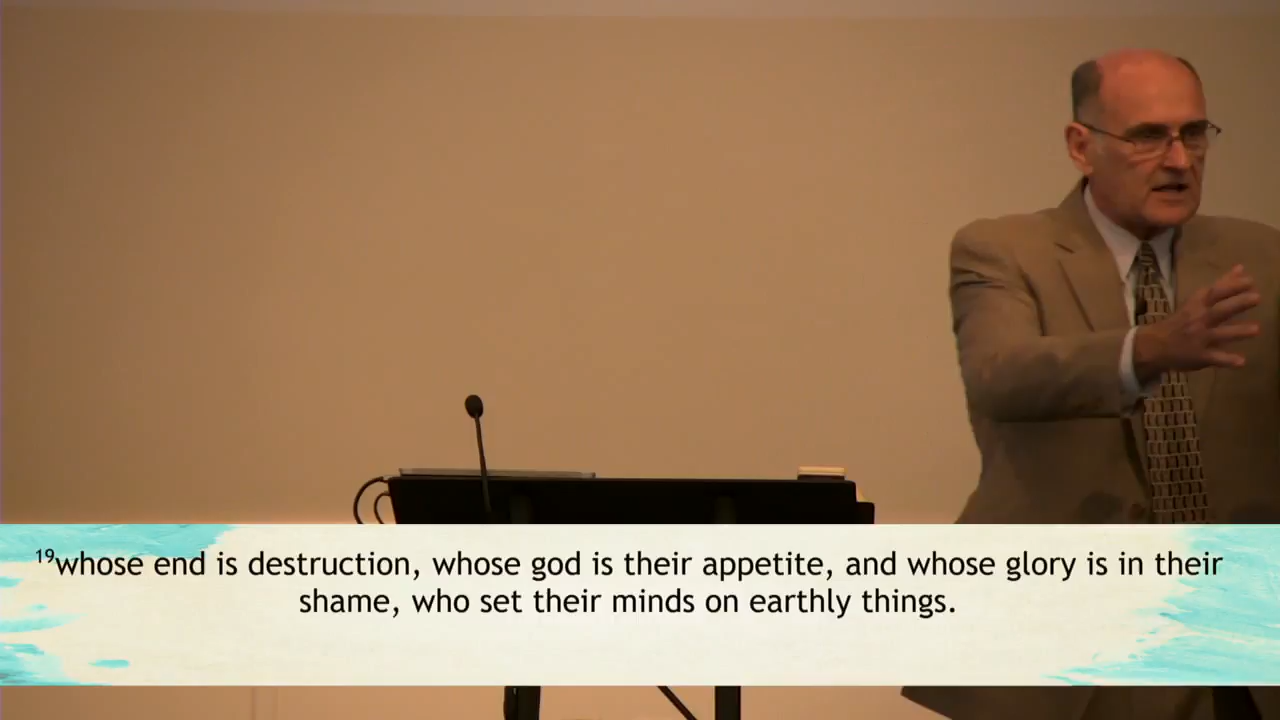 19whose end is destruction, whose god is their appetite, and whose glory is in their
shame, who set their minds on earthly things.